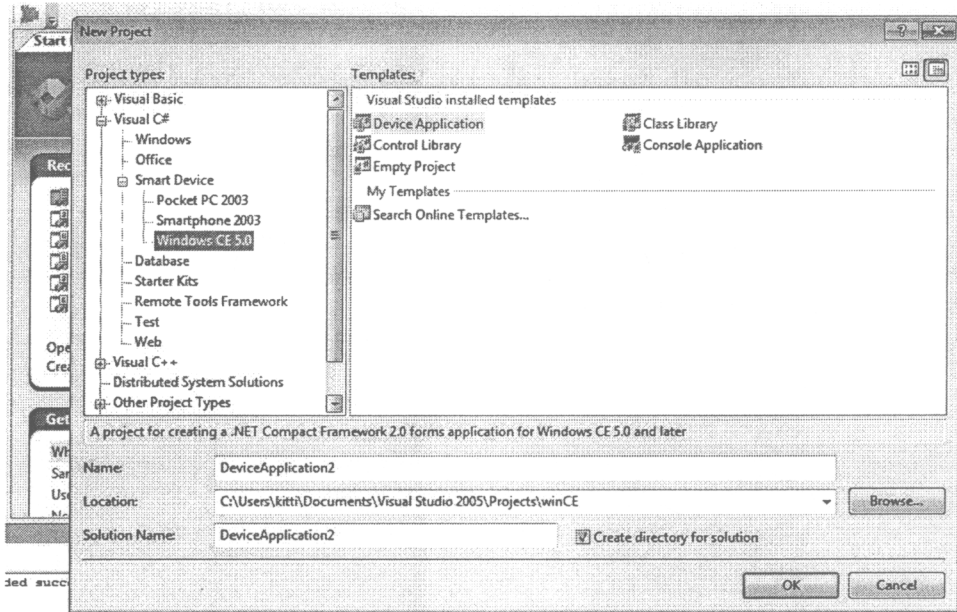 Start
New Project
Project types:
Templates:
Visual Basic
Visual C#
Windows
Office
Smart Device
Pocket PC 2003
Smartphone 2003
Windows CE 5.0
Database
Starter Kits
Remote Tools Framework
Test
Web
Visual C++
Distributed System Solutions
Other Project Types
Visual Studio installed templates
Device Application
Class Library
Control Library
Console Application
Empty Project
My Templates
Search Online Templates...
A project for creating a .NET Compact Framework 2.0 forms application for Windows CE 5.0 and later
Name:
DeviceApplication2
Location:
C:\Users\kitti\Documents\Visual Studio 2005\Projects\winCE
Browse...
Solution Name:
DeviceApplication2
Create directory for solution
OK
Cancel
Rec
Ope
Crea
Get
Wh
Sar
Use
ded succ